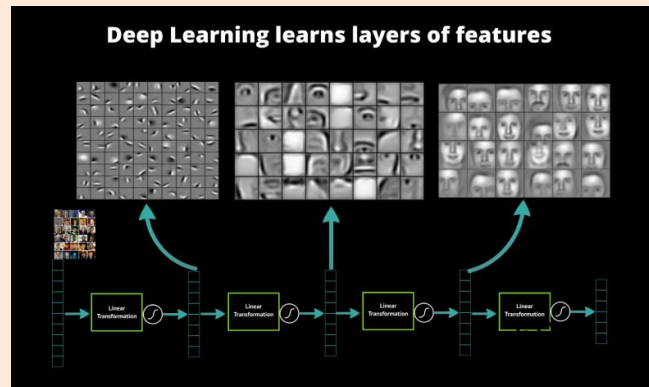 Deep Learning learns layers of features
Linear
Transformation
Linear
Transformation
Linear
Transformation
Linear
Transformation